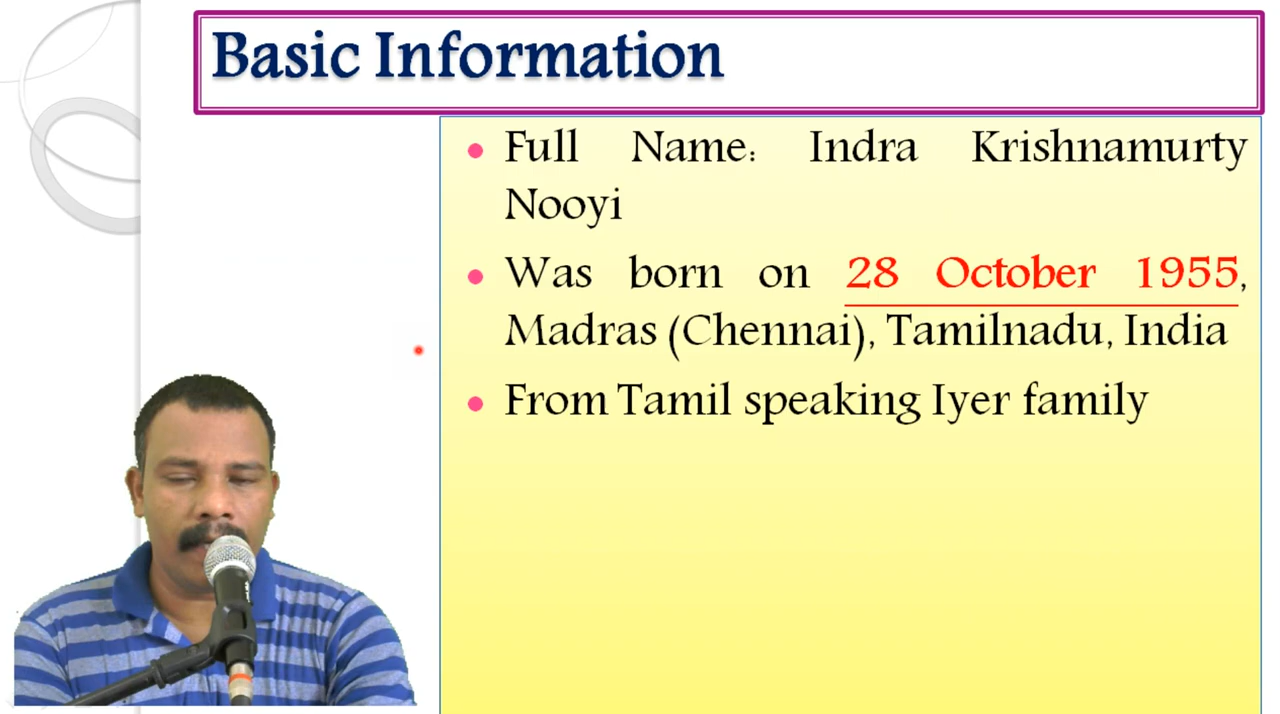 Basic Information
Full Name: Indra Krishnamurty
Nooyi
Was born on 28 October 1955,
Madras (Chennai), Tamilnadu, India
From Tamil speaking Iyer family